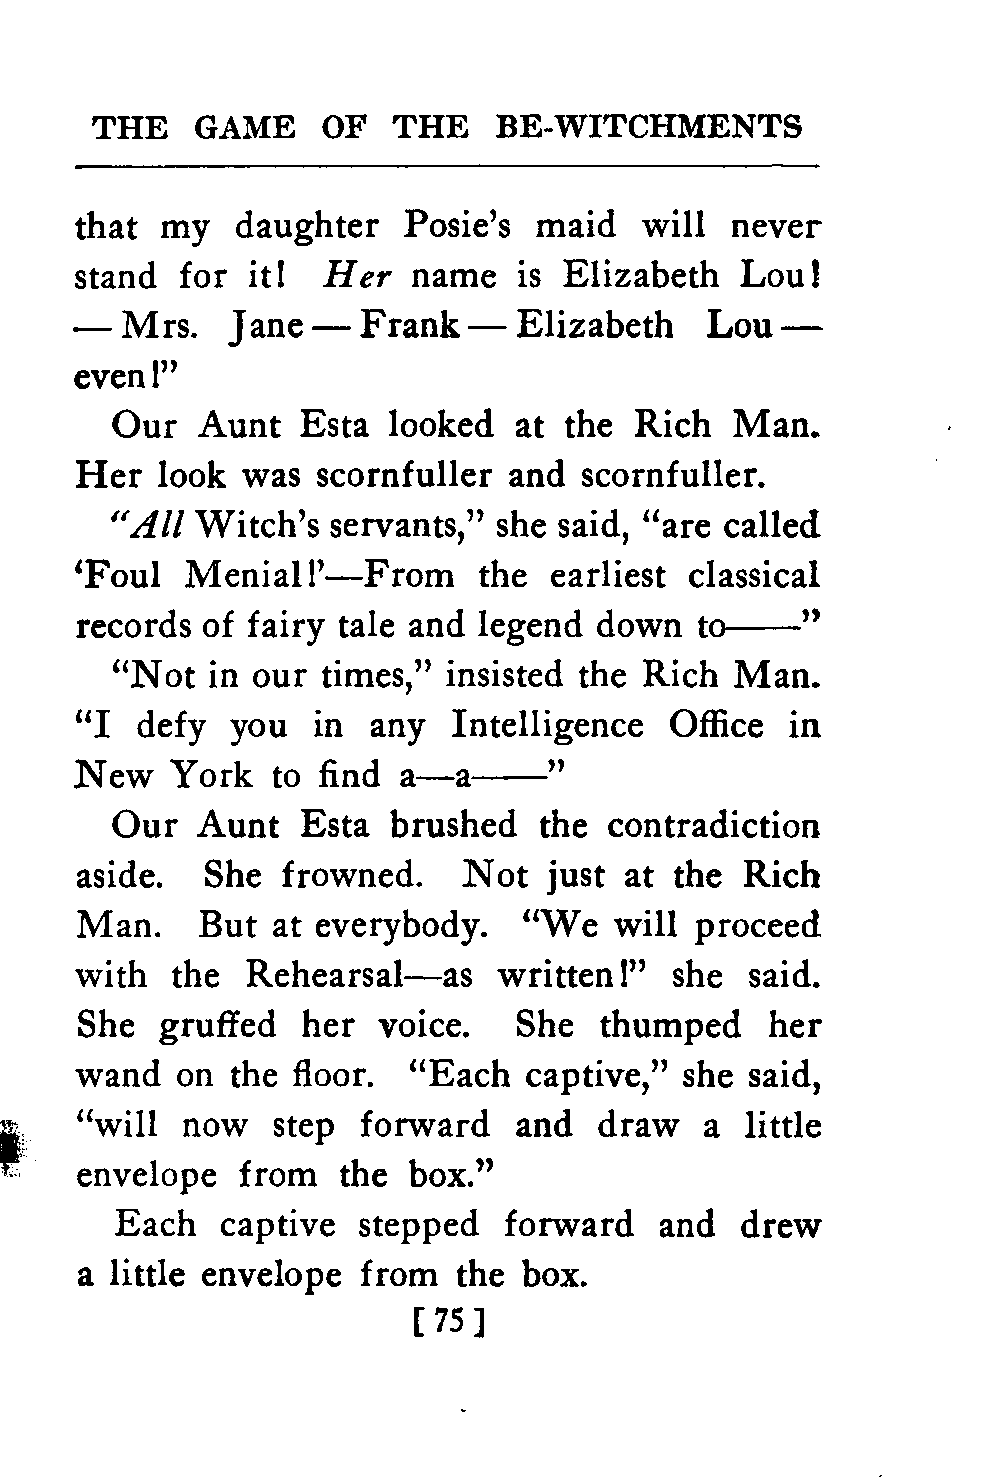 THE GAME OF THE BE-WITCHMENTS
that my daughter Posie's maid will never
stand for it! Her name is Elizabeth Lou!
— Mrs. Jane — Frank — Elizabeth Lou —
even!”
Our Aunt Esta looked at the Rich Man.
Her look was scornfuller and scornfuller.
“All Witch's servants,” she said, “are called
‘Foul Menial!’—From the earliest classical
records of fairy tale and legend down to——”
“Not in our times,” insisted the Rich Man.
“I defy you in any Intelligence Office in
New York to find a—a——”
Our Aunt Esta brushed the contradiction
aside. She frowned. Not just at the Rich
Man. But at everybody. “We will proceed
with the Rehearsal—as written!” she said.
She gruffed her voice. She thumped her
wand on the floor. “Each captive,” she said,
“will now step forward and draw a little
envelope from the box.”
Each captive stepped forward and drew
a little envelope from the box.
[ 75 ]